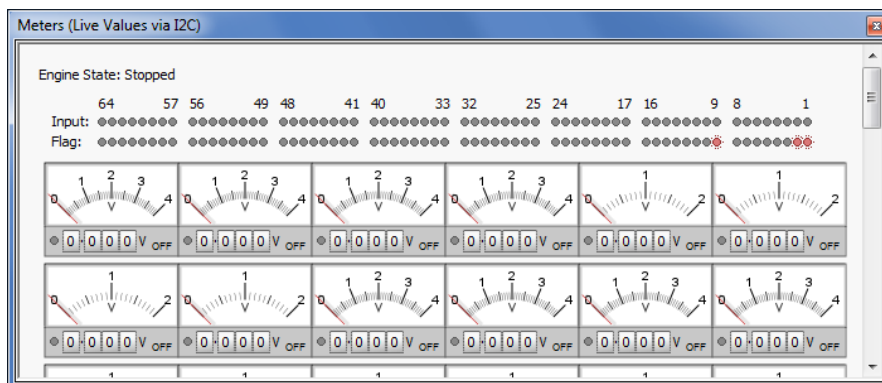 Meters (Live Values via I2C)
Engine State: Stopped
64 57 56 49 48 41 40 33 32 25 24 17 16 9 8 1
Input:
Flag:
0 1 2 3 4 V 0 1 2 3 4 V 0 1 2 3 4 V 0 1 2 3 4 V 0 1 2 V 0 1 2 V
0.000 V OFF 0.000 V OFF 0.000 V OFF 0.000 V OFF 0.000 V OFF 0.000 V OFF
0 1 2 V 0 1 2 V 0 1 2 3 4 V 0 1 2 3 4 V 0 1 2 3 4 V 0 1 2 3 4 V
0.000 V OFF 0.000 V OFF 0.000 V OFF 0.000 V OFF 0.000 V OFF 0.000 V OFF